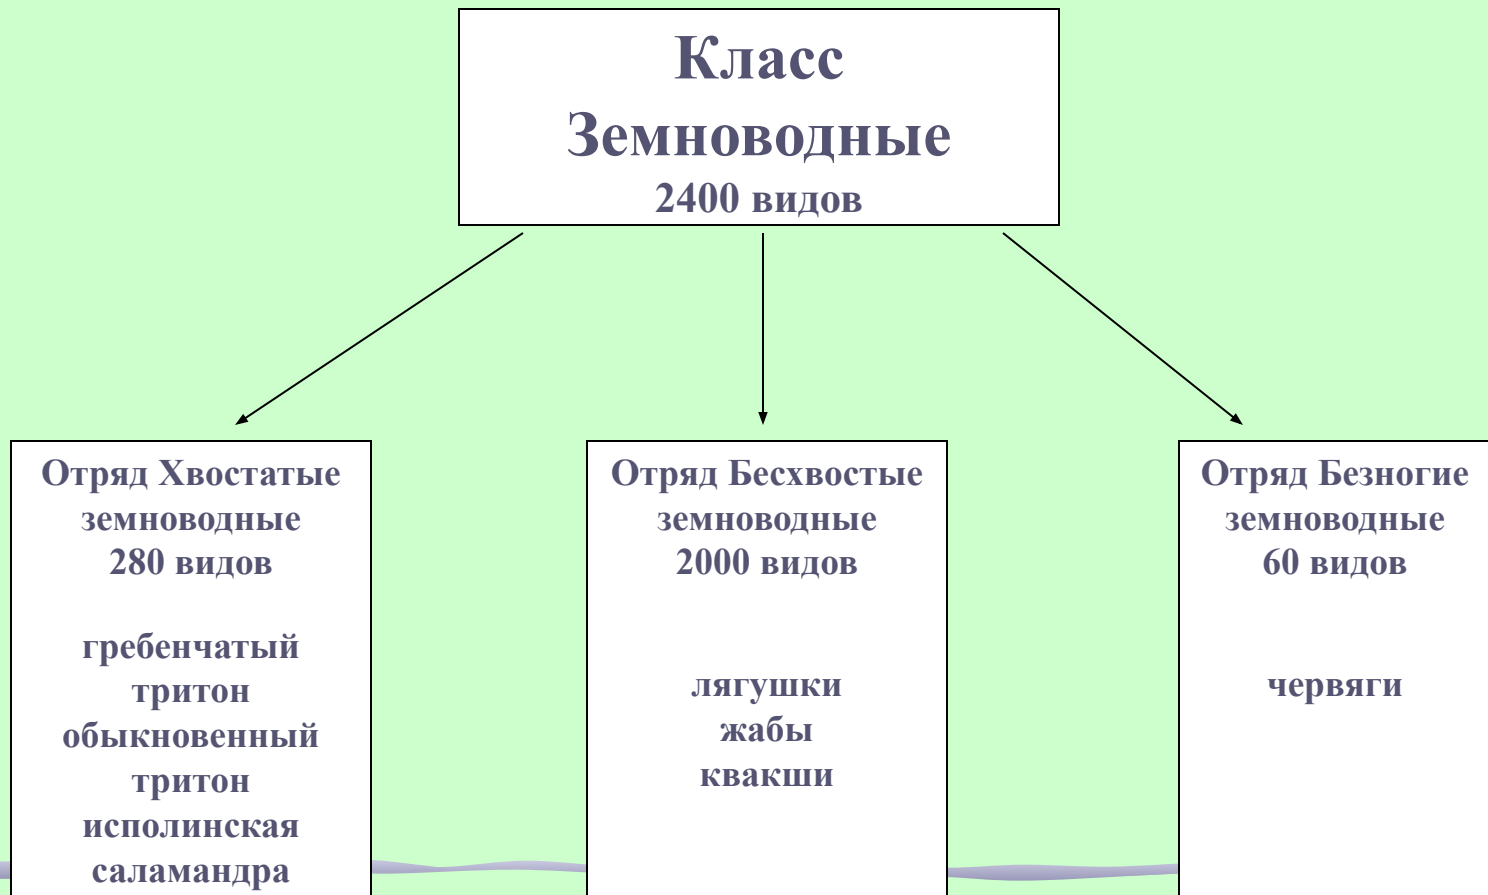 Класс
Земноводные
2400 видов
Отряд Хвостатые
земноводные
280 видов
гребенчатый
тритон
обыкновенный
тритон
исполинская
саламандра
Отряд Бесхвостые
земноводные
2000 видов
лягушки
жабы
квакши
Отряд Безногие
земноводные
60 видов
червяги